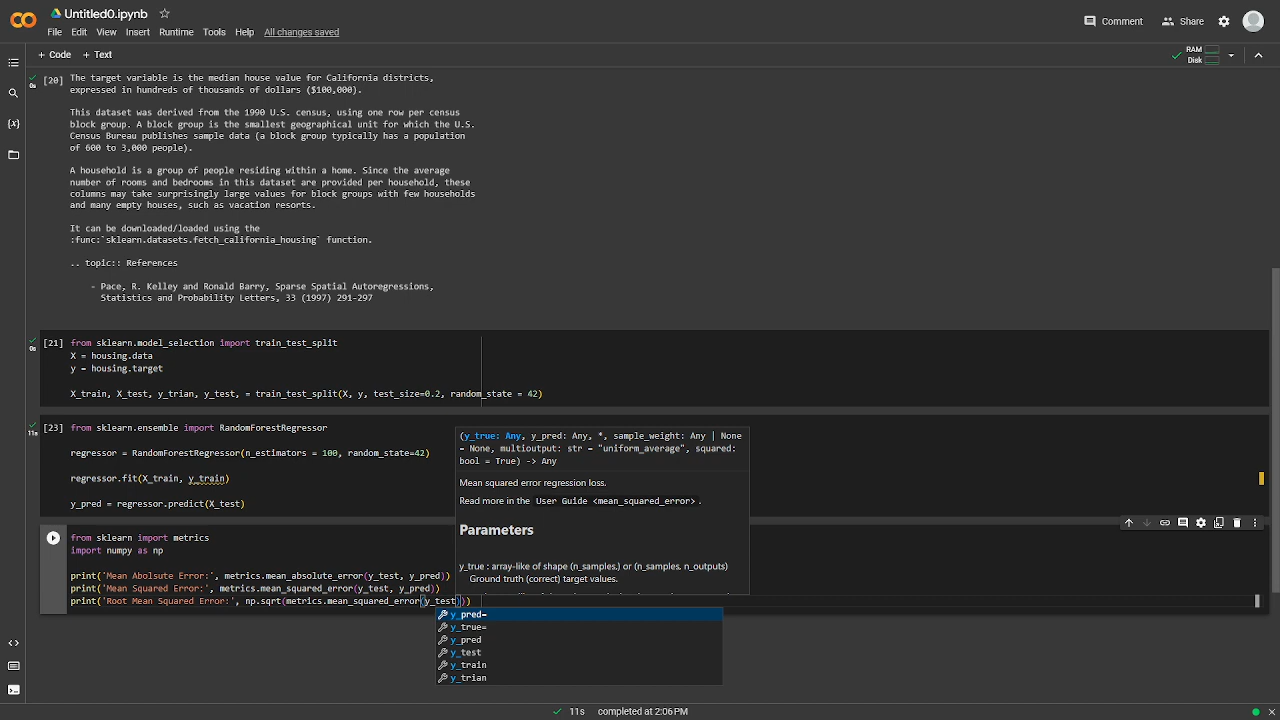 Untitled0.ipynb
File Edit View Insert Runtime Tools Help All changes saved
Comment Share
+ Code + Text
RAM
Disk
[20] The target variable is the median house value for California districts,
expressed in hundreds of thousands of dollars ($100,000).
This dataset was derived from the 1990 U.S. census, using one row per census
block group. A block group is the smallest geographical unit for which the U.S.
Census Bureau publishes sample data (a block group typically has a population
of 600 to 3,000 people).
A household is a group of people residing within a home. Since the average
number of rooms and bedrooms in this dataset are provided per household, these
columns may take surprisingly large values for block groups with few households
and many empty houses, such as vacation resorts.
It can be downloaded/loaded using the
:func:`sklearn.datasets.fetch_california_housing` function.
.. topic:: References
- Pace, R. Kelley and Ronald Barry, Sparse Spatial Autoregressions,
Statistics and Probability Letters, 33 (1997) 291-297
[21] from sklearn.model_selection import train_test_split
0s
X = housing.data
y = housing.target
X_train, X_test, y_trian, y_test, = train_test_split(X, y, test_size=0.2, random_state = 42)
[23] from sklearn.ensemble import RandomForestRegressor
11s
regressor = RandomForestRegressor(n_estimators = 100, random_state=42)
regressor.fit(X_train, y_train)
y_pred = regressor.predict(X_test)
(y_true: Any, y_pred: Any, *, sample_weight: Any | None
= None, multioutput: str = "uniform_average", squared:
bool = True) -> Any
Mean squared error regression loss.
Read more in the User Guide <mean_squared_error>.
Parameters
y_true : array-like of shape (n_samples,) or (n_samples, n_outputs)
Ground truth (correct) target values.
from sklearn import metrics
import numpy as np
print('Mean Abolsute Error:', metrics.mean_absolute_error(y_test, y_pred))
print('Mean Squared Error:', metrics.mean_squared_error(y_test, y_pred))
print('Root Mean Squared Error:', np.sqrt(metrics.mean_squared_error(y_test)))
y_pred=
y_true=
y_pred
y_test
y_train
y_trian
11s completed at 2:06PM